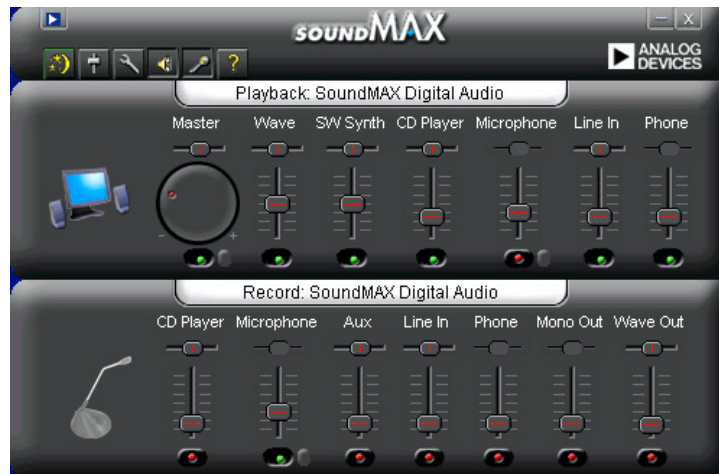 SOUNDMAX
ANALOG
DEVICES
Playback: SoundMAX Digital Audio
Master Wave SW Synth CD Player Microphone Line In Phone
- +
Record: SoundMAX Digital Audio
CD Player Microphone Aux Line In Phone Mono Out Wave Out